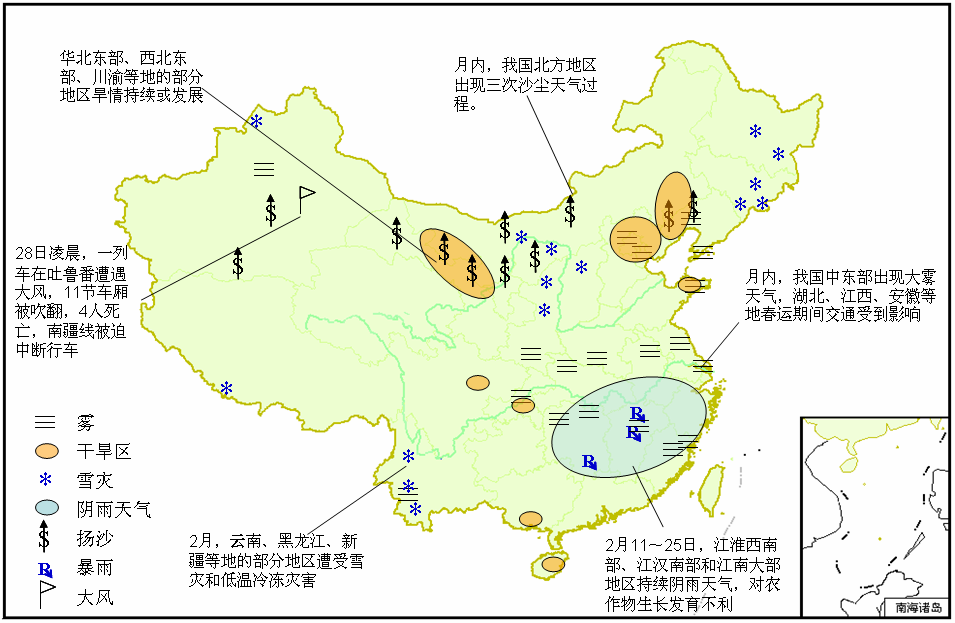 华北东部、西北东
部、川渝等地的部分
地区旱情持续或发展
月内，我国北方地区
出现三次沙尘天气过
程。
28日凌晨，一列
车在吐鲁番遭遇
大风，11节车厢
被吹翻，4人死
亡，南疆线被迫
中断行车
月内，我国中东部出现大雾
天气，湖北、江西、安徽等
地春运期间交通受到影响
雾
干旱区
雪灾
阴雨天气
扬沙
暴雨
大风
2月，云南、黑龙江、新
疆等地的部分地区遭受雪
灾和低温冷冻灾害
2月11～25日，江淮西南
部、江汉南部和江南大部
地区持续阴雨天气，对农
作物生长发育不利
南海诸岛